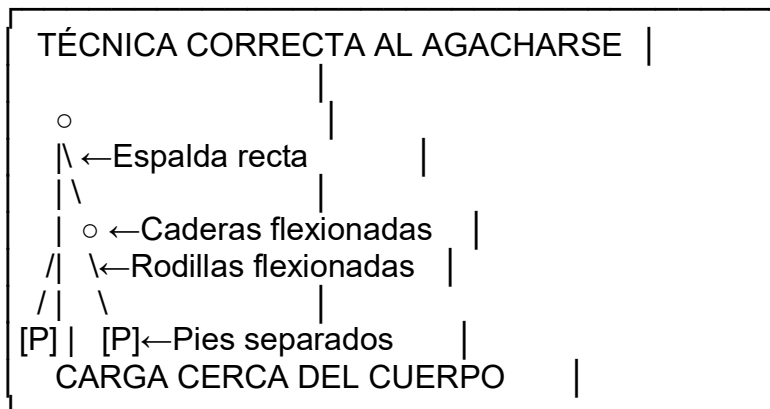 TÉCNICA CORRECTA AL AGACHARSE │
│
○ │
|\ ←Espalda recta │
| \ │
| ○ ←Caderas flexionadas │
/| \←Rodillas flexionadas │
/ | \ │
[P] | [P]←Pies separados │
CARGA CERCA DEL CUERPO │